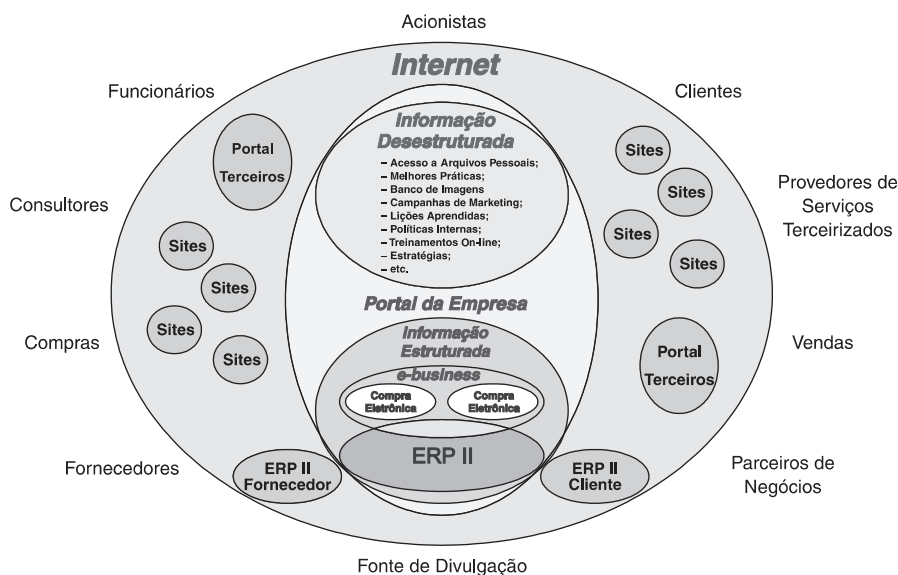 Acionistas
Internet
Funcionários
Clientes
Informação
Desestruturada
– Acesso a Arquivos Pessoais;
– Melhores Práticas;
– Banco de Imagens
– Campanhas de Marketing;
– Lições Aprendidas;
– Políticas Internas;
– Treinamentos On-line;
– Estratégias;
– etc.
Portal
Terceiros
Sites
Sites
Sites
Sites
Provedores de
Serviços
Terceirizados
Consultores
Sites
Sites
Sites
Sites
Portal da Empresa
Compras
Informação
Estruturada
e-business
Compra
Eletrônica
Compra
Eletrônica
ERP II
Portal
Terceiros
Vendas
Fornecedores
ERP II
Fornecedor
ERP II
Cliente
Parceiros de
Negócios
Fonte de Divulgação